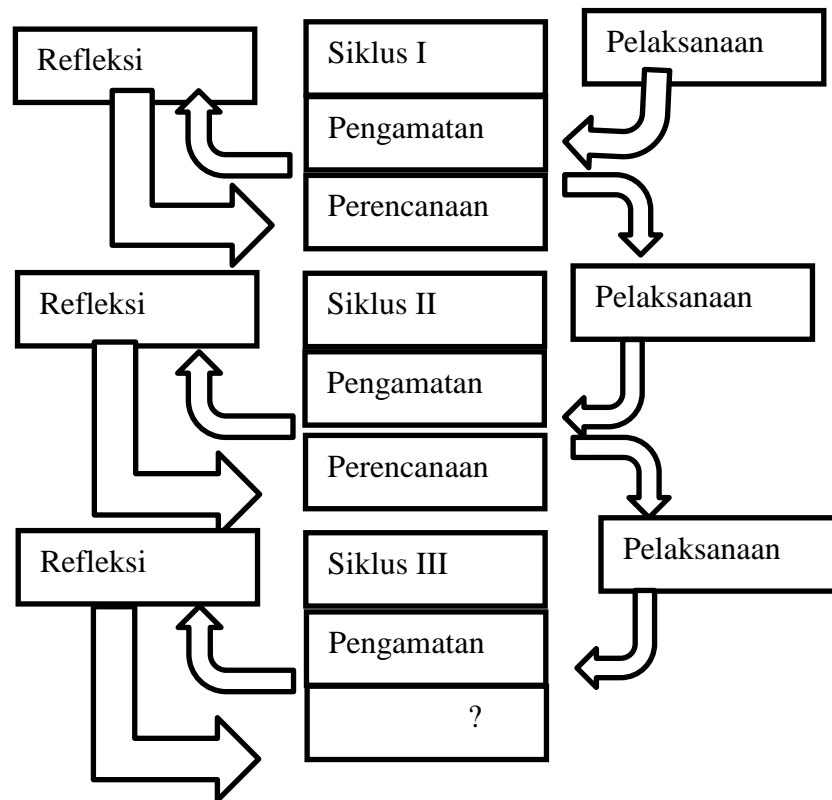 Refleksi
Siklus I
Pelaksanaan
Pengamatan
Perencanaan
Refleksi
Siklus II
Pelaksanaan
Pengamatan
Perencanaan
Refleksi
Siklus III
Pelaksanaan
Pengamatan
?